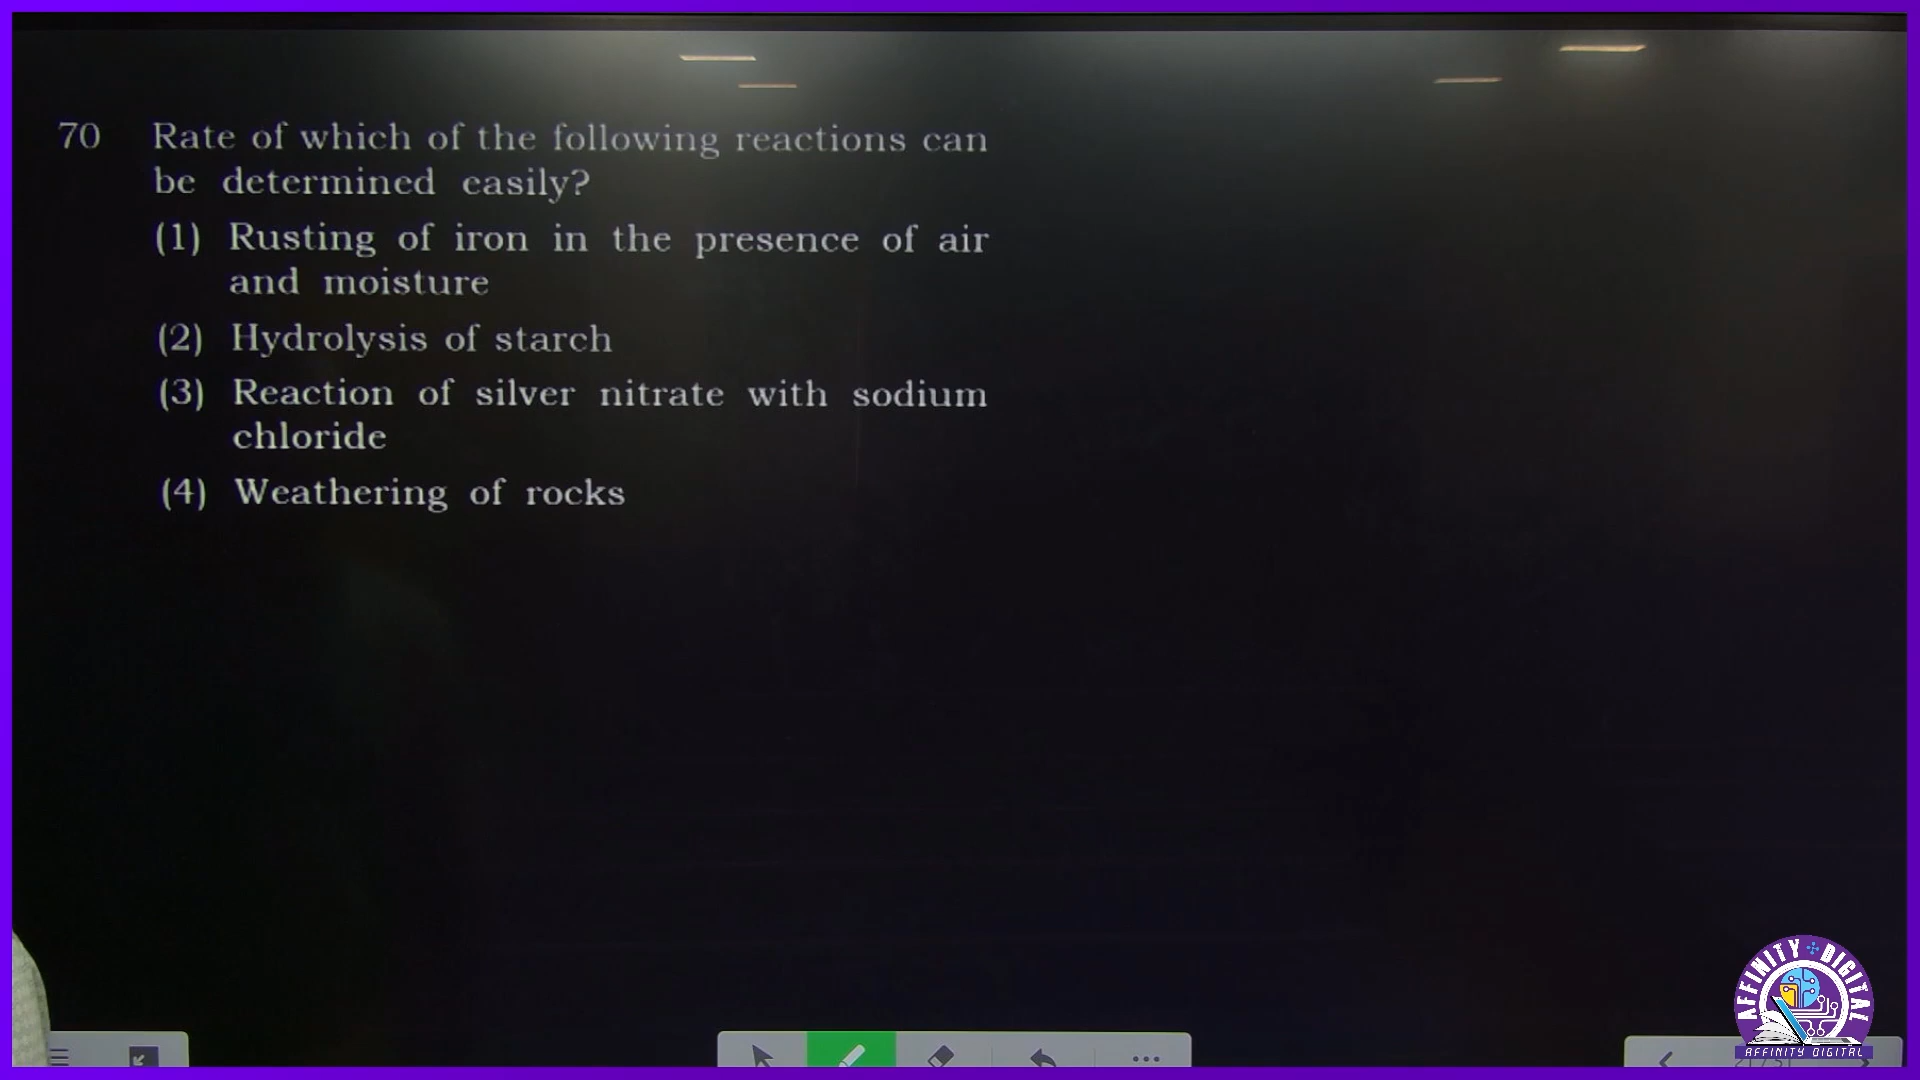 70 Rate of which of the following reactions can
be determined easily?
(1) Rusting of iron in the presence of air
and moisture
(2) Hydrolysis of starch
(3) Reaction of silver nitrate with sodium
chloride
(4) Weathering of rocks
AFFINITY DIGITAL
AFFINITY DIGITAL